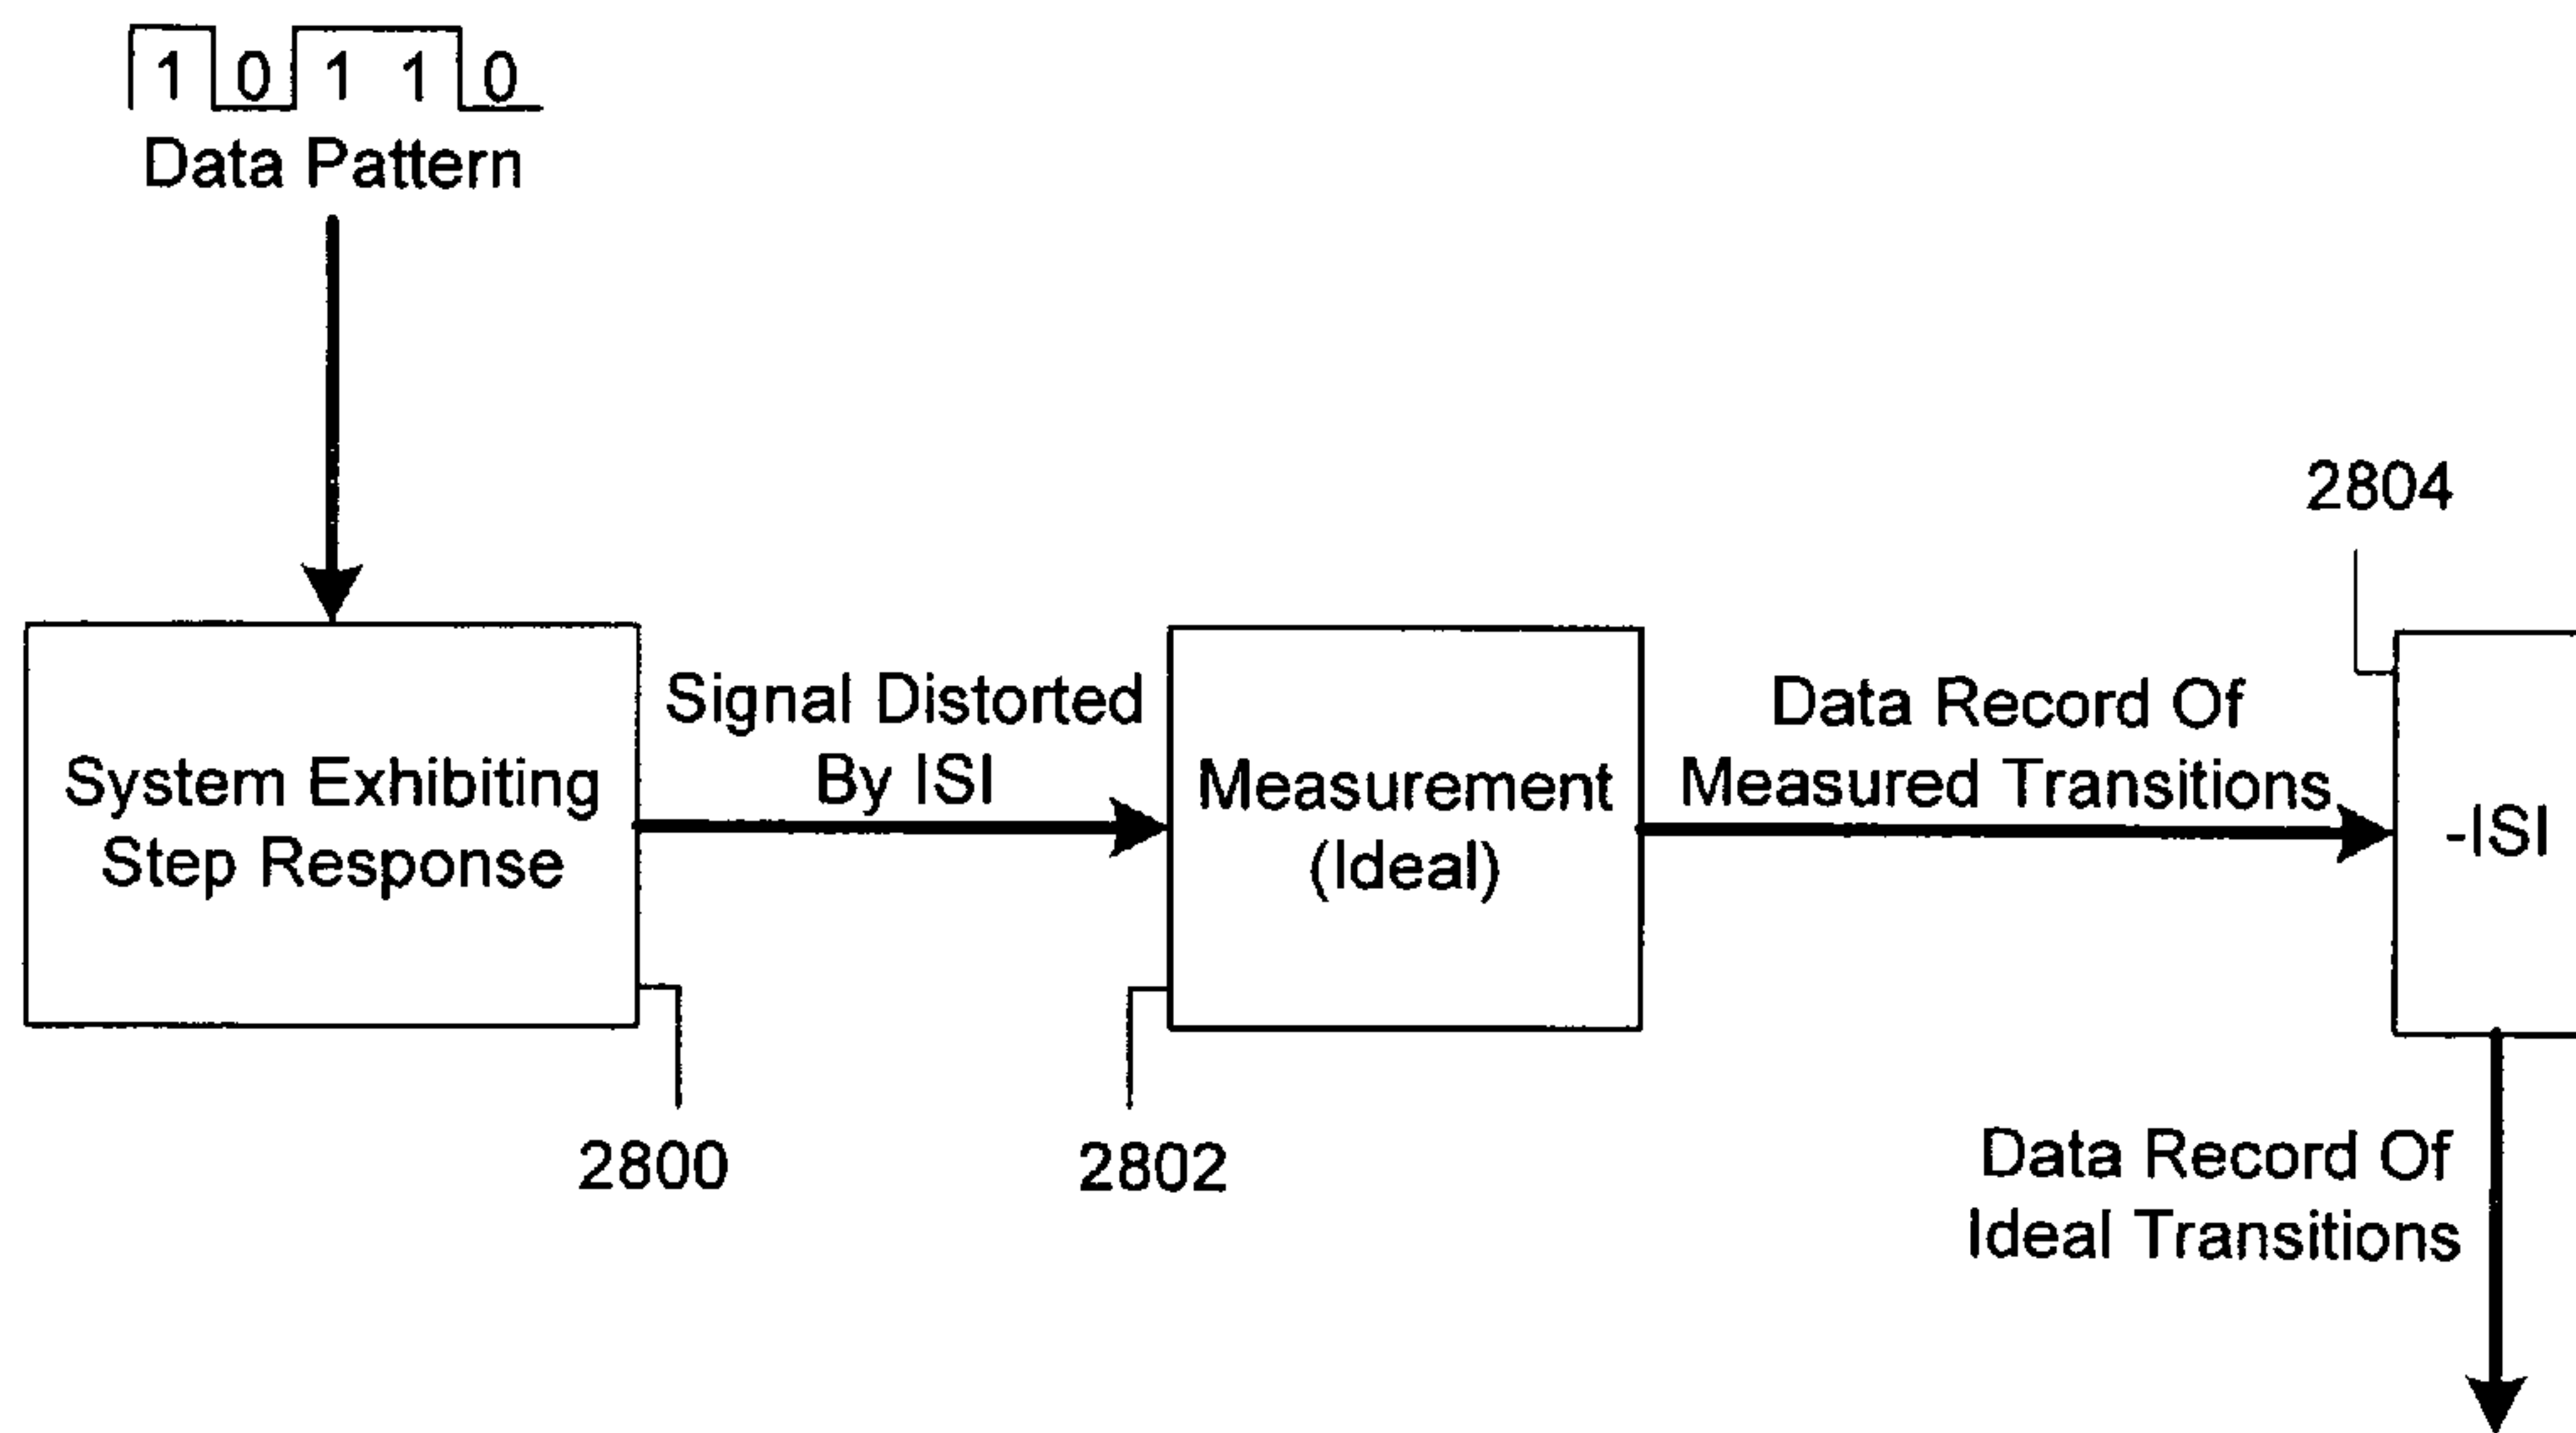 1 0 1 1 0
Data Pattern
2804
System Exhibiting
Step Response
Signal Distorted
By ISI
Measurement
(Ideal)
Data Record Of
Measured Transitions
-ISI
2800
2802
Data Record Of
Ideal Transitions